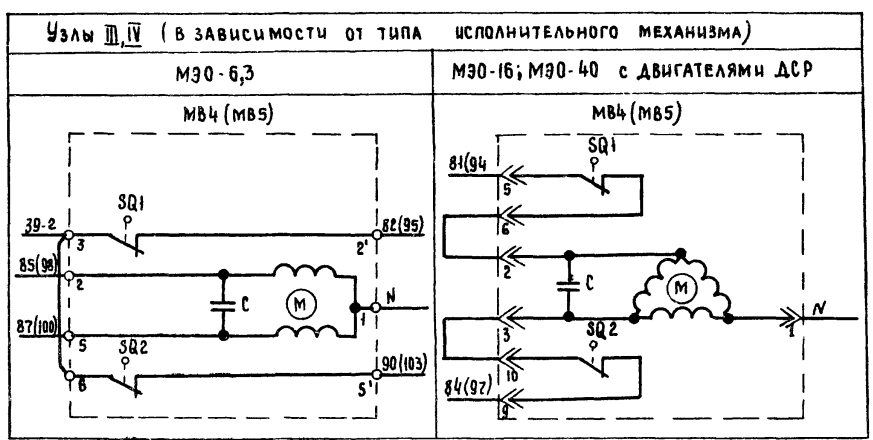 Узлы III, IV (в зависимости от типа исполнительного механизма)
МЭО-6,3
МЭО-16; МЭО-40 с двигателями ДСР
МВ4 (МВ5)
МВ4 (МВ5)
SQ1
39-2
3
2'
82(95)
85(98)
2
C
М
1
N
87(100)
5
SQ2
6
5'
90(103)
SQ1
81(94
5
6
2
C
М
3
1
N
SQ2
10
84(97)
9